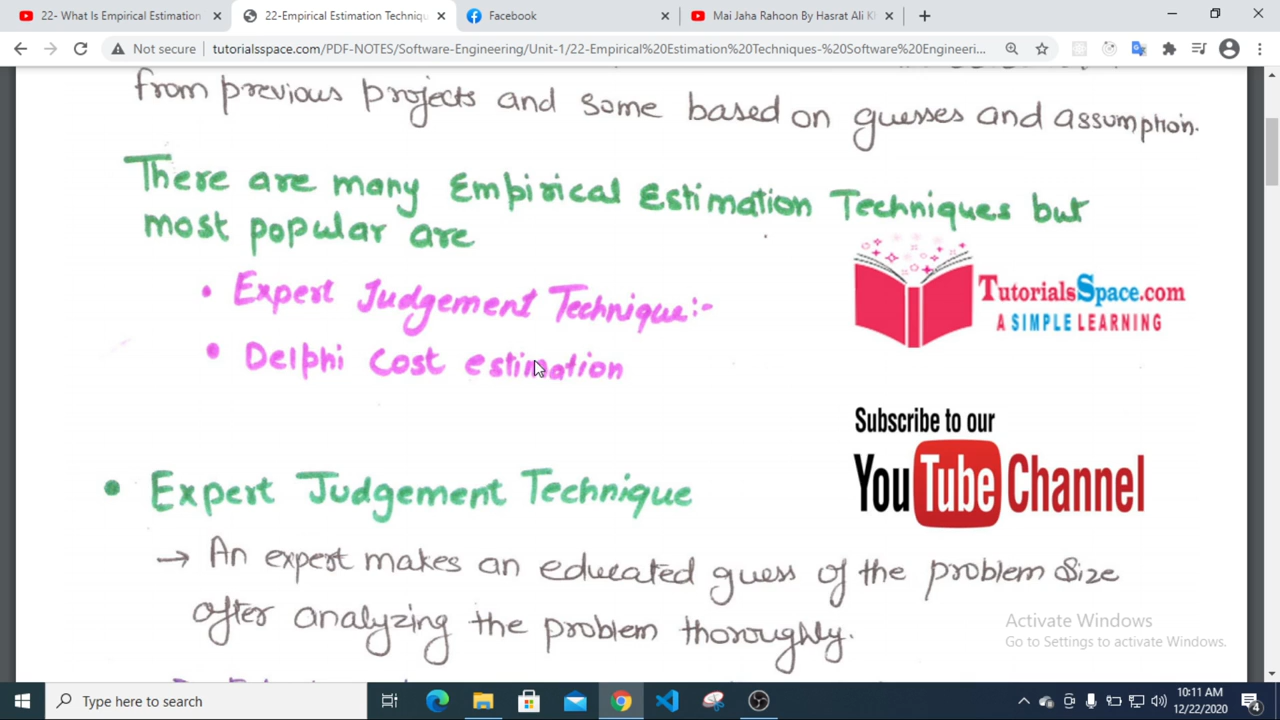 22- What Is Empirical Estimation
22-Empirical Estimation Techniqu
Facebook
Mai Jaha Rahoon By Hasrat Ali K
Not secure
tutorialsspace.com/PDF-NOTES/Software-Engineering/Unit-1/22-Empirical%20Estimation%20Techniques-%20Software%20Engineeri...
from previous projects and some based on guesses and assumption.
There are many Empirical Estimation Techniques but
most popular are
• Expert Judgement Technique:-
• Delphi Cost estimation
TutorialsSpace.com
A SIMPLE LEARNING
Subscribe to our
YouTube Channel
• Expert Judgement Technique
→ An expert makes an educated guess of the problem size
after analyzing the problem thoroughly.
Activate Windows
Go to Settings to activate Windows.
Type here to search
10:11 AM
12/22/2020
4